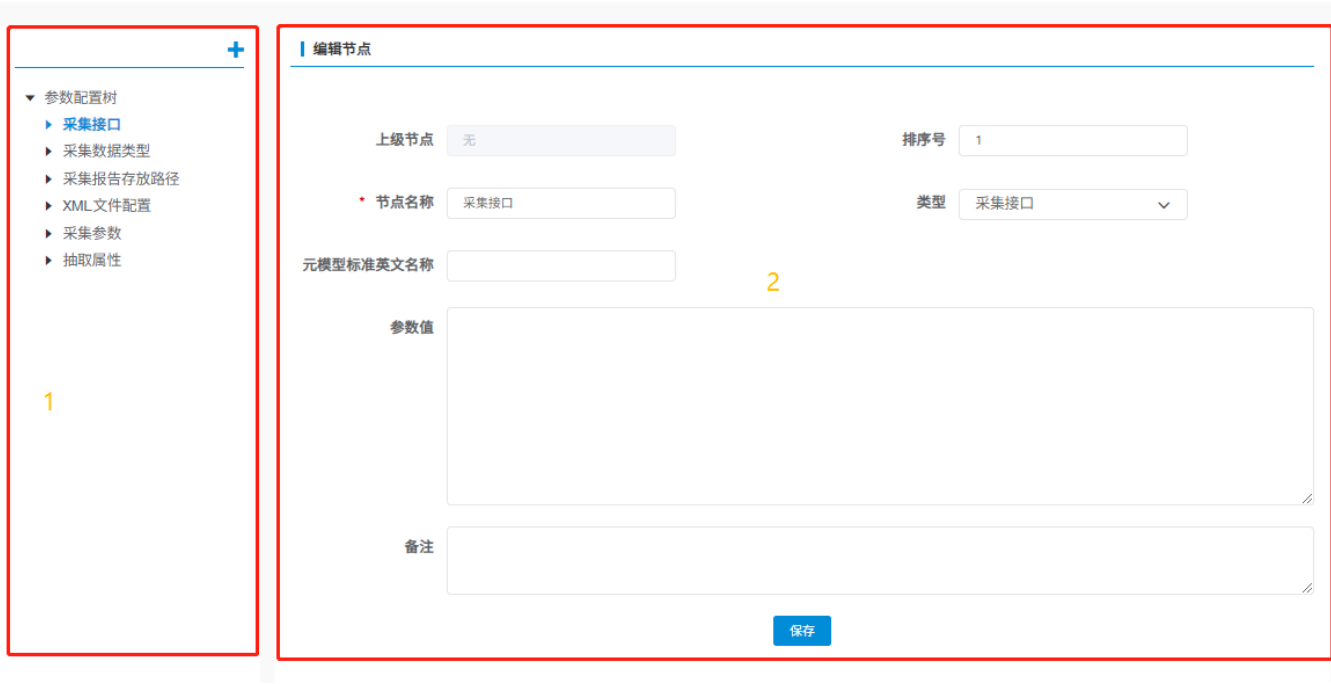 参数配置树
采集接口
采集数据类型
采集报告存放路径
XML文件配置
采集参数
抽取属性
1
编辑节点
上级节点 无 排序号 1
* 节点名称 采集接口 类型 采集接口
元模型标准英文名称
2
参数值
备注
保存